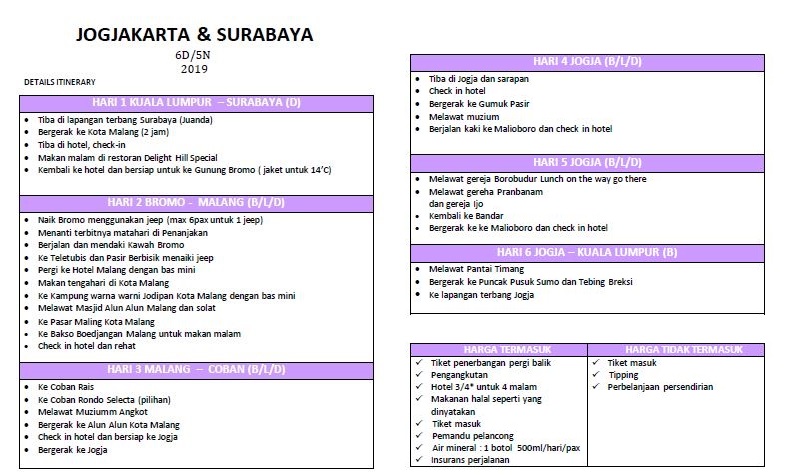 JOGJAKARTA & SURABAYA
6D/5N
2019
DETAILS ITINERARY
HARI 1 KUALA LUMPUR – SURABAYA (D)
• Tiba di lapangan terbang Surabaya (Juanda)
• Bergerak ke Kota Malang (2 jam)
• Tiba di hotel, check-in
• Makan malam di restoran Delight Hill Special
• Kembali ke hotel dan bersiap untuk ke Gunung Bromo ( jaket untuk 14’C)
HARI 2 BROMO - MALANG (B/L/D)
• Naik Bromo menggunakan jeep (max 6pax untuk 1 jeep)
• Menanti terbitnya matahari di Penanjakan
• Berjalan dan mendaki Kawah Bromo
• Ke Teletubis dan Pasir Berbisik menaiki jeep
• Pergi ke Hotel Malang dengan bas mini
• Makan tengahari di Kota Malang
• Ke Kampung warna warni Jodipan Kota Malang dengan bas mini
• Melawat Masjid Alun Alun Malang dan solat
• Ke Pasar Maling Kota Malang
• Ke Bakso Boedjangan Malang untuk makan malam
• Check in hotel dan rehat
HARI 3 MALANG – COBAN (B/L/D)
• Ke Coban Rais
• Ke Coban Rondo Selecta (pilihan)
• Melawat Muziumm Angkot
• Bergerak ke Alun Alun Kota Malang
• Check in hotel dan bersiap ke Jogja
• Bergerak ke Jogja
HARI 4 JOGJA (B/L/D)
• Tiba di Jogja dan sarapan
• Check in hotel
• Bergerak ke Gumuk Pasir
• Melawat muzium
• Berjalan kaki ke Malioboro dan check in hotel
HARI 5 JOGJA (B/L/D)
• Melawat gereja Borobudur Lunch on the way go there
• Melawat gereha Pranbanam
dan gereja Ijo
• Kembali ke Bandar
• Bergerak ke ke Malioboro dan check in hotel
HARI 6 JOGJA – KUALA LUMPUR (B)
• Melawat Pantai Timang
• Bergerak ke Puncak Pusuk Sumo dan Tebing Breksi
• Ke lapangan terbang Jogja
HARGA TERMASUK
✓ Tiket penerbangan pergi balik
✓ Pengangkutan
✓ Hotel 3/4* untuk 4 malam
✓ Makanan halal seperti yang
dinyatakan
✓ Tiket masuk
✓ Pemandu pelancong
✓ Air mineral : 1 botol 500ml/hari/pax
✓ Insurans perjalanan
HARGA TIDAK TERMASUK
✓ Tiket masuk
✓ Tipping
✓ Perbelanjaan persendirian